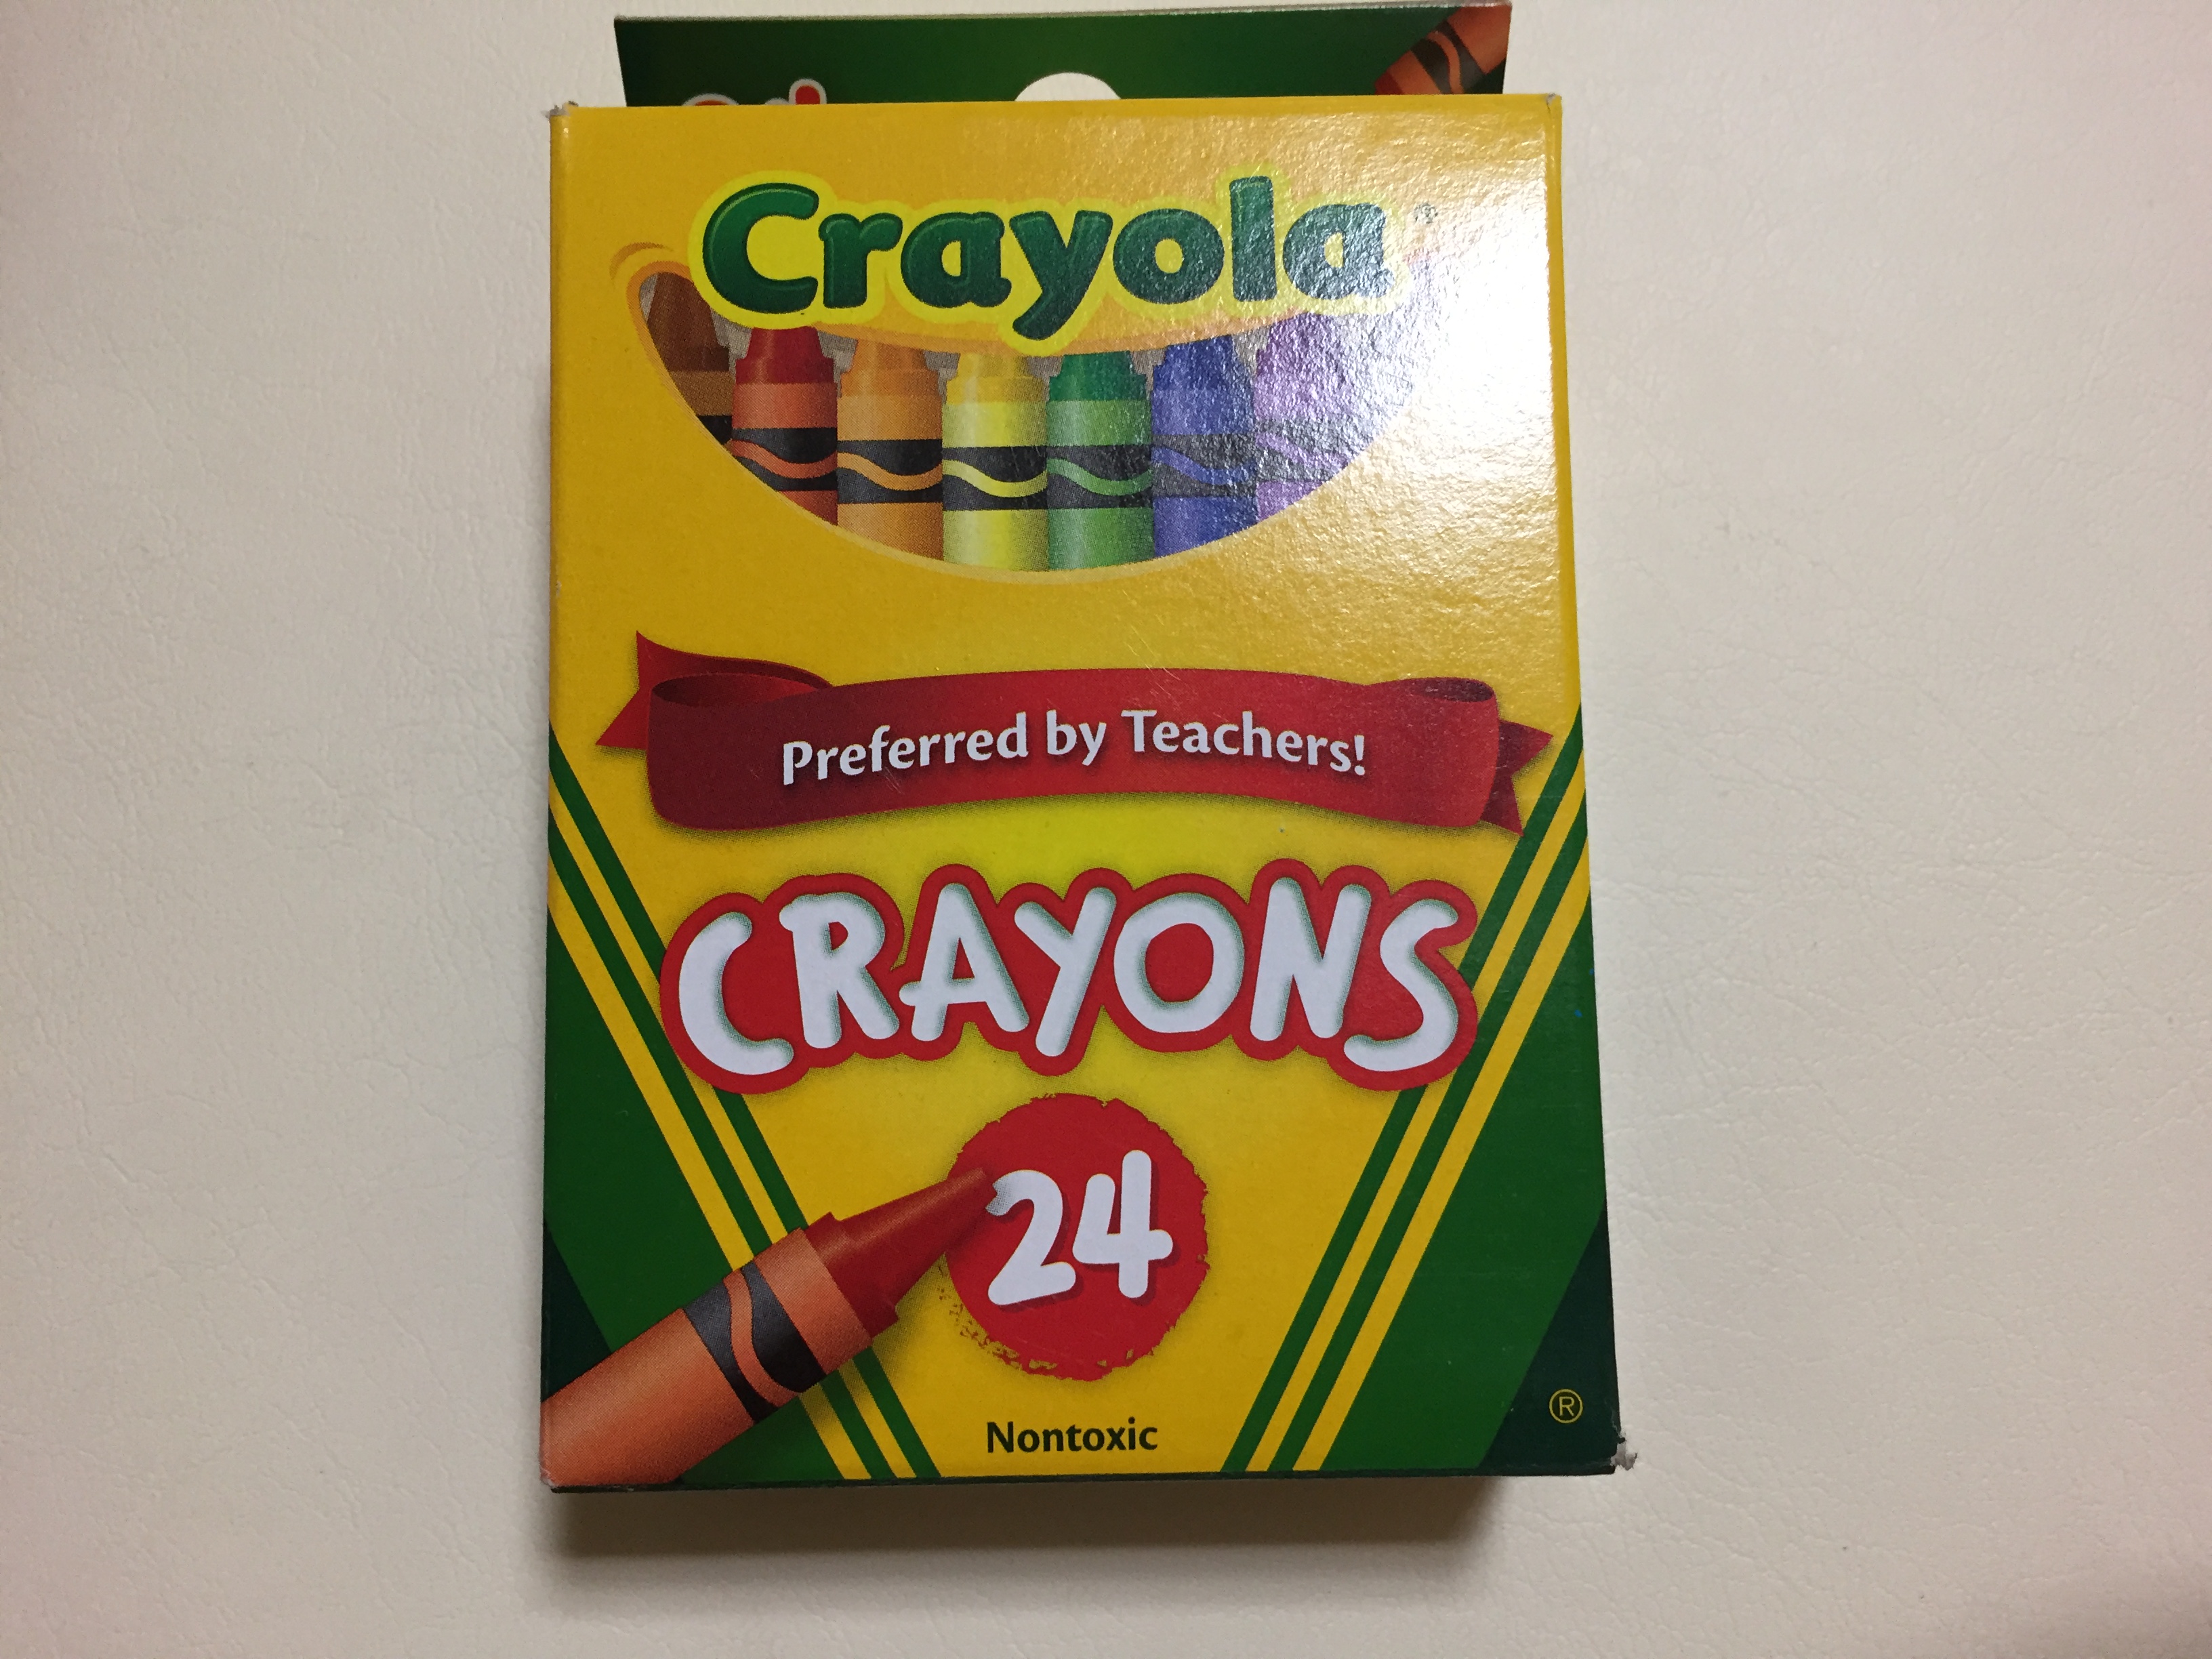 Crayola®
Preferred by Teachers!
CRAYONS
24
Nontoxic
®